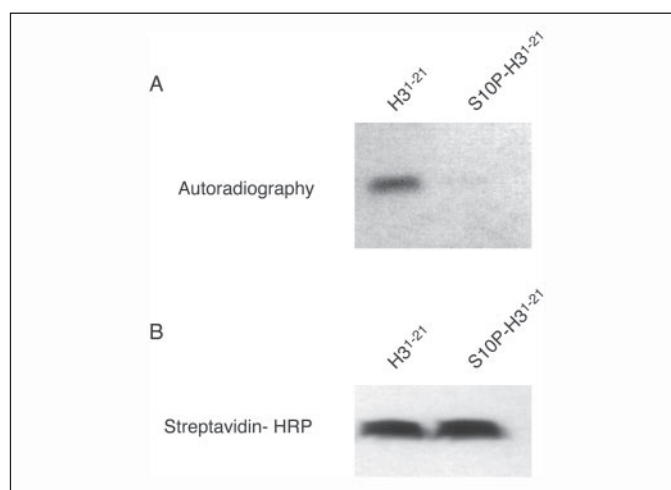 A
H3¹⁻²¹
S10P-H3¹⁻²¹
Autoradiography
B
H3¹⁻²¹
S10P-H3¹⁻²¹
Streptavidin- HRP